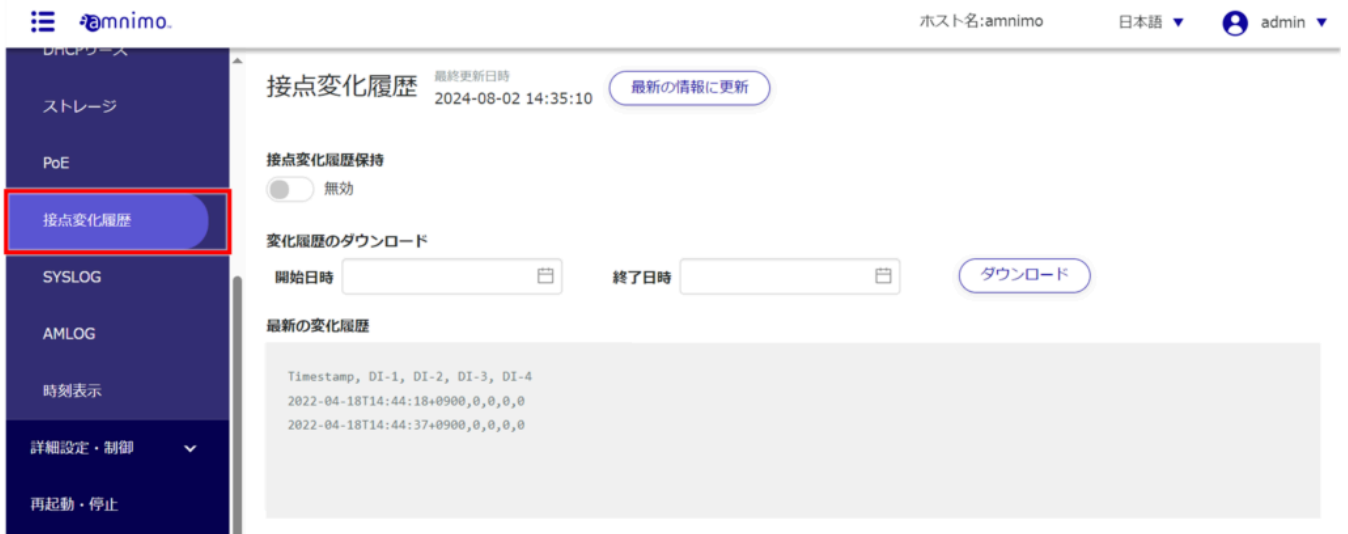 amnimo
ホスト名:amnimo
日本語 ▼
admin ▼
DHCPリース
ストレージ
PoE
接点変化履歴
SYSLOG
AMLOG
時刻表示
詳細設定・制御
再起動・停止
接点変化履歴
最終更新日時
2024-08-02 14:35:10
最新の情報に更新
接点変化履歴保持
無効
変化履歴のダウンロード
開始日時
終了日時
ダウンロード
最新の変化履歴
Timestamp, DI-1, DI-2, DI-3, DI-4
2022-04-18T14:44:18+0900,0,0,0,0
2022-04-18T14:44:37+0900,0,0,0,0